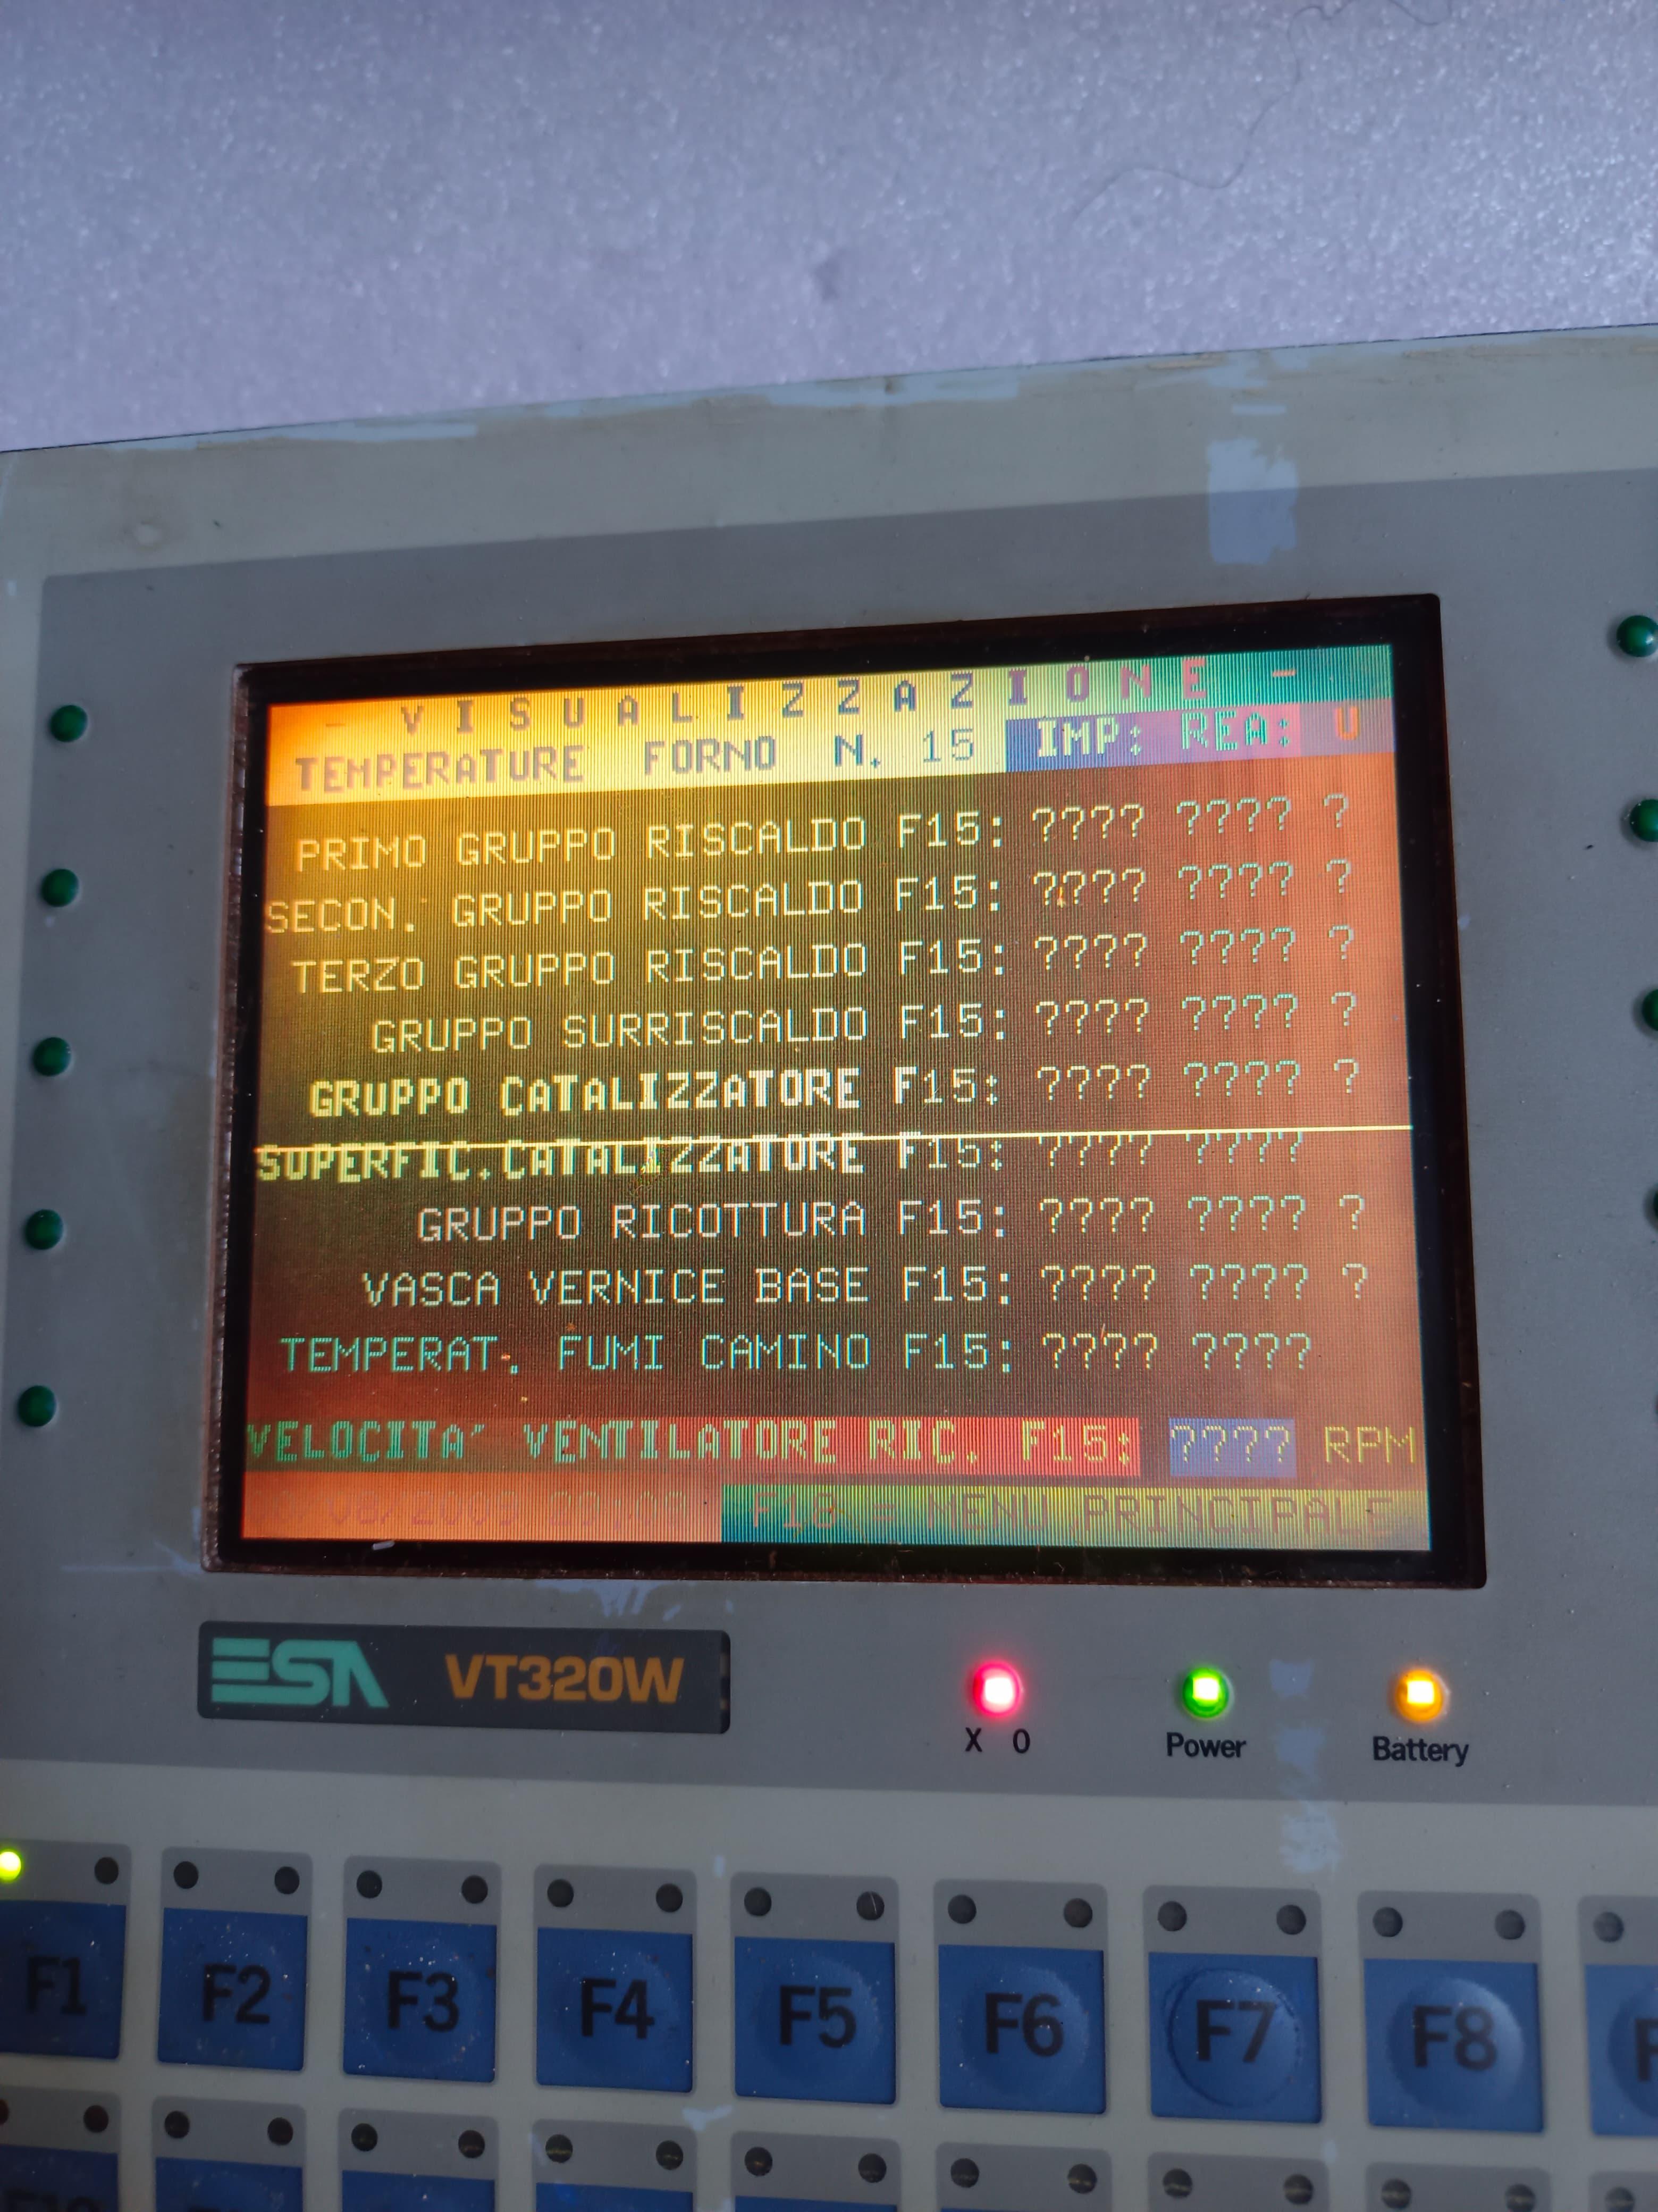 - VISUALIZZAZIONE -
TEMPERATURE FORNO N. 15 IMP: REA: U
PRIMO GRUPPO RISCALDO F15: ???? ???? ?
SECON. GRUPPO RISCALDO F15: ???? ???? ?
TERZO GRUPPO RISCALDO F15: ???? ???? ?
GRUPPO SURRISCALDO F15: ???? ???? ?
GRUPPO CATALIZZATORE F15: ???? ???? ?
SUPERFIC.CATALIZZATORE F15: ???? ????
GRUPPO RICOTTURA F15: ???? ???? ?
VASCA VERNICE BASE F15: ???? ???? ?
TEMPERAT. FUMI CAMINO F15: ???? ????
VELOCITA' VENTILATORE RIC. F15: ???? RPM
F18 = MENU PRINCIPALE
ESA VT320W
X O Power Battery
F1 F2 F3 F4 F5 F6 F7 F8